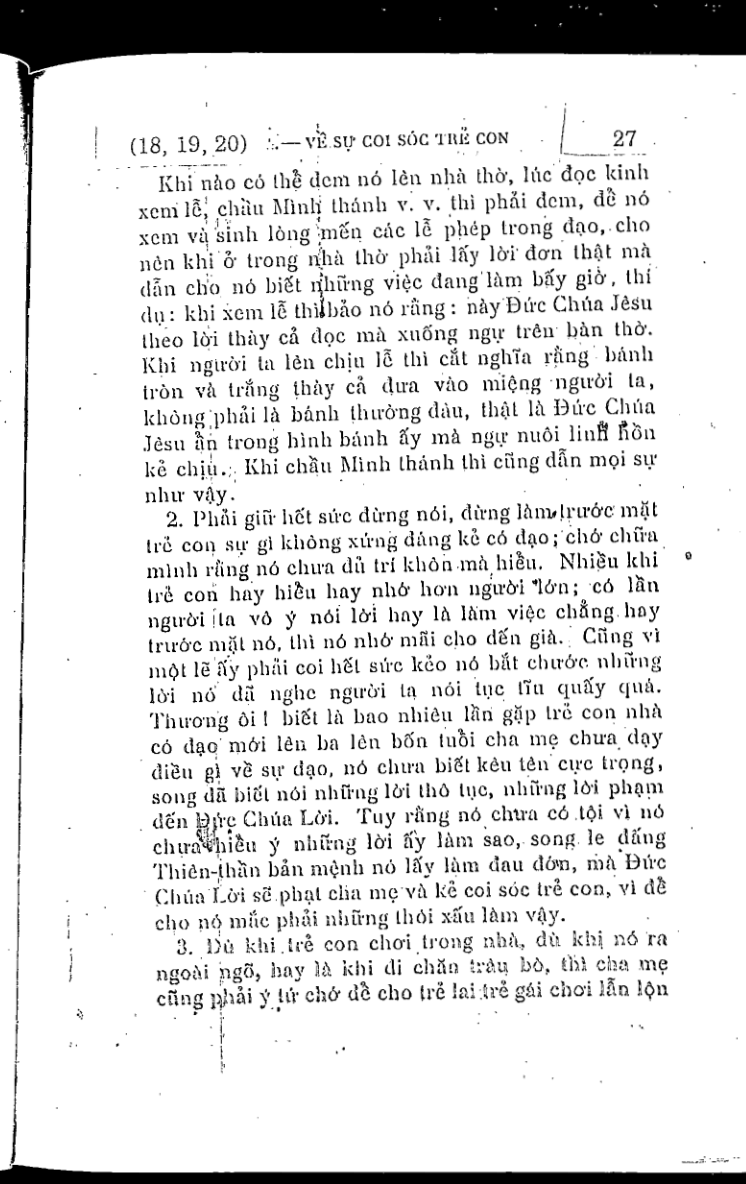 (18, 19, 20) — VỀ SỰ COI SÓC TRẺ CON 27
Khi nào có thể đem nó lên nhà thờ, lúc đọc kinh
xem lễ, chầu Mình thánh v. v. thì phải đem, để nó
xem và sinh lòng mến các lễ phép trong đạo, cho
nên khi ở trong nhà thờ phải lấy lời đơn thật mà
dẫn cho nó biết những việc đang làm bấy giờ, thí
dụ: khi xem lễ thì bảo nó rằng: này Đức Chúa Jêsu
theo lời thày cả đọc mà xuống ngự trên bàn thờ.
Khi người ta lên chịu lễ thì cắt nghĩa rằng bánh
tròn và trắng thày cả đưa vào miệng người ta,
không phải là bánh thường đâu, thật là Đức Chúa
Jêsu ẩn trong hình bánh ấy mà ngự nuôi linh hồn
kẻ chịu. Khi chầu Mình thánh thì cũng dẫn mọi sự
như vậy.
2. Phải giữ hết sức đừng nói, đừng làm trước mặt
trẻ con sự gì không xứng đáng kẻ có đạo; chớ chữa
mình rằng nó chưa đủ trí khôn mà hiểu. Nhiều khi
trẻ con hay hiểu hay nhớ hơn người lớn; có lần
người ta vô ý nói lời hay là làm việc chẳng hay
trước mặt nó, thì nó nhớ mãi cho đến già. Cũng vì
một lẽ ấy phải coi hết sức kẻo nó bắt chước những
lời nó đã nghe người ta nói tục tĩu quấy quá.
Thương ôi ! biết là bao nhiêu lần gặp trẻ con nhà
có đạo mới lên ba lên bốn tuổi cha mẹ chưa dạy
điều gì về sự đạo, nó chưa biết kêu tên cực trọng,
song đã biết nói những lời thô tục, những lời phạm
đến Đức Chúa Lời. Tuy rằng nó chưa có tội vì nó
chưa hiểu ý những lời ấy làm sao, song le đấng
Thiên-thần bản mệnh nó lấy làm đau đớn, mà Đức
Chúa Lời sẽ phạt cha mẹ và kẻ coi sóc trẻ con, vì để
cho nó mắc phải những thói xấu làm vậy.
3. Dù khi trẻ con chơi trong nhà, dù khi nó ra
ngoài ngõ, hay là khi đi chăn trâu bò, thì cha mẹ
cũng phải ý tứ chớ để cho trẻ lai trẻ gái chơi lẫn lộn